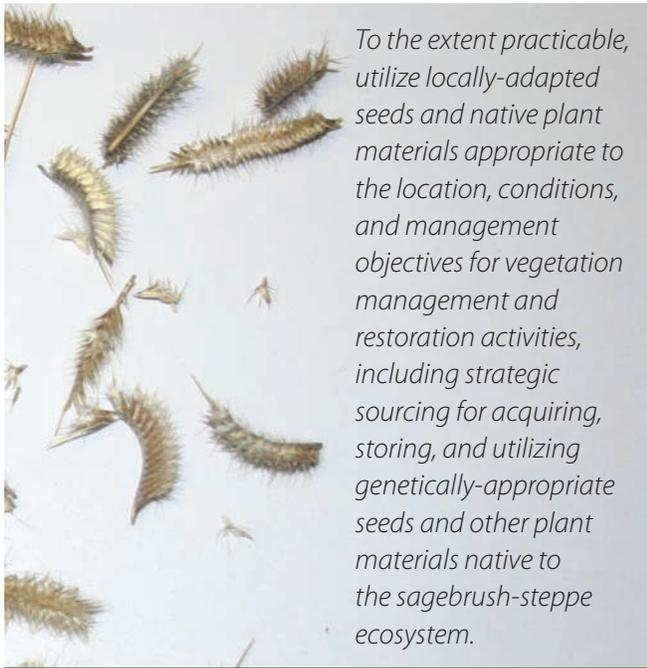 To the extent practicable,
utilize locally-adapted
seeds and native plant
materials appropriate to
the location, conditions,
and management
objectives for vegetation
management and
restoration activities,
including strategic
sourcing for acquiring,
storing, and utilizing
genetically-appropriate
seeds and other plant
materials native to
the sagebrush-steppe
ecosystem.